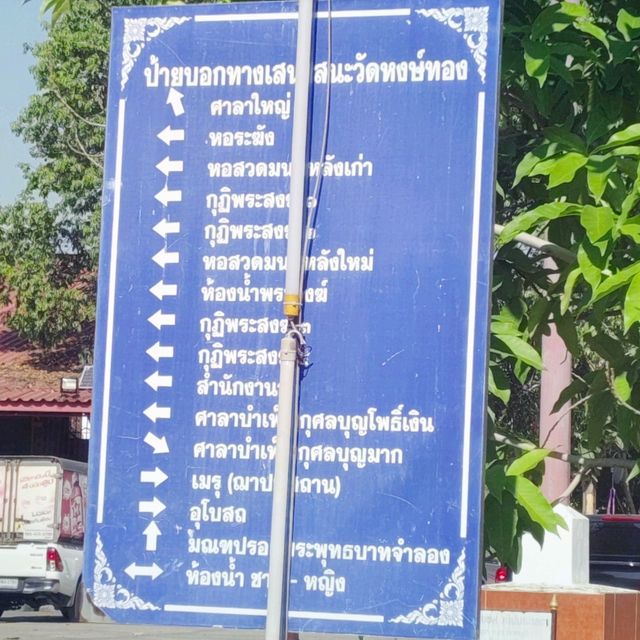 ป้ายบอกทางเสนาสนะวัดหงษ์ทอง
ศาลาใหญ่
หอระฆัง
หอสวดมนต์หลังเก่า
กุฏิพระสงฆ์ ๑
กุฏิพระสงฆ์ ๒
หอสวดมนต์หลังใหม่
ห้องน้ำพระสงฆ์
กุฏิพระสงฆ์ ๓
กุฏิพระสงฆ์
สำนักงาน
ศาลาบำเพ็ญกุศลบุญโพธิ์เงิน
ศาลาบำเพ็ญกุศลบุญมาก
เมรุ (ฌาปนสถาน)
อุโบสถ
มณฑปรอยพระพุทธบาทจำลอง
ห้องน้ำ ชาย - หญิง